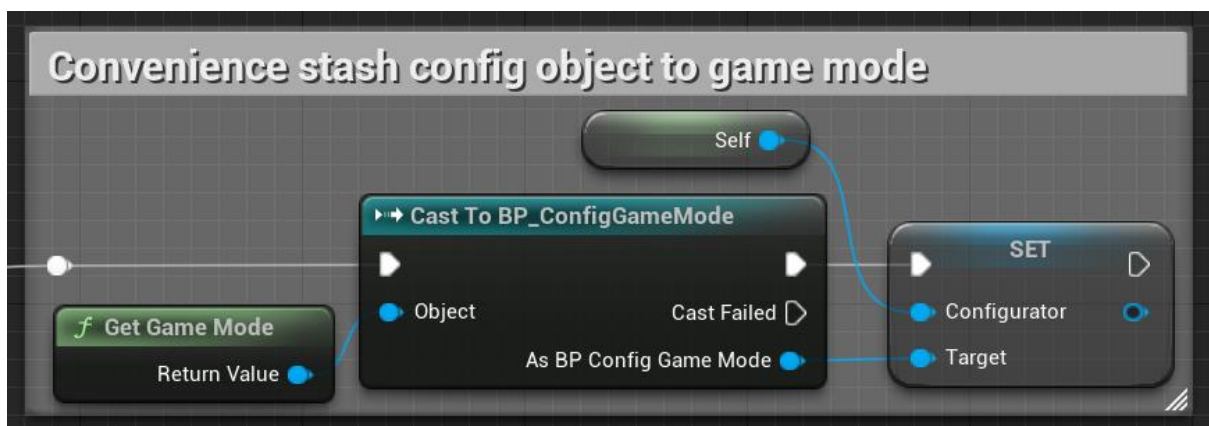 Convenience stash config object to game mode
Self
Cast To BP_ConfigGameMode
SET
Object
Cast Failed
Configurator
f Get Game Mode
As BP Config Game Mode
Target
Return Value